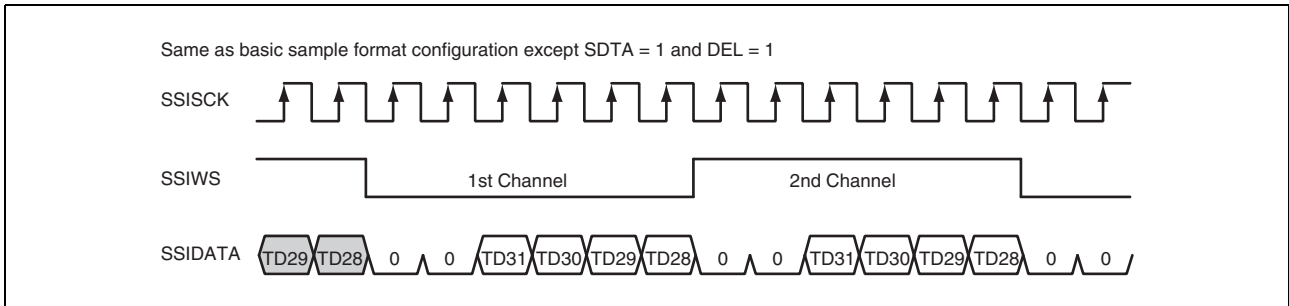 Same as basic sample format configuration except SDTA = 1 and DEL = 1
SSISCK
SSIWS 1st Channel 2nd Channel
SSIDATA TD29 TD28 0 0 TD31 TD30 TD29 TD28 0 0 TD31 TD30 TD29 TD28 0 0